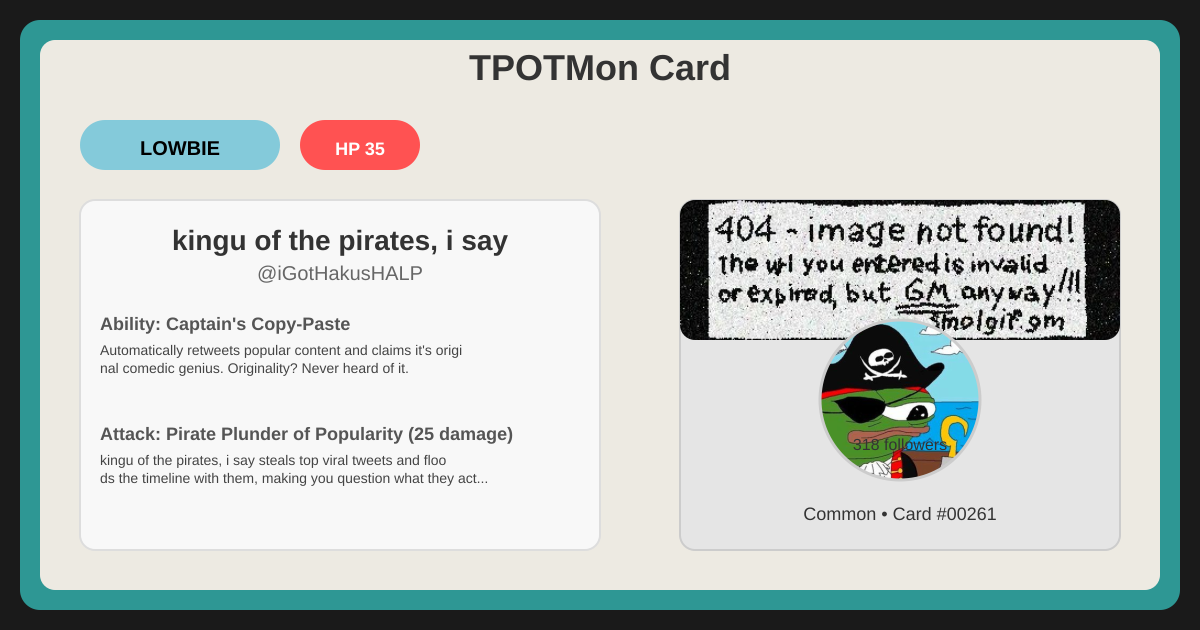 TPOTMon Card
LOWBIE
HP 35
kingu of the pirates, i say
@iGotHakusHALP
Ability: Captain's Copy-Paste
Automatically retweets popular content and claims it's origi
nal comedic genius. Originality? Never heard of it.
Attack: Pirate Plunder of Popularity (25 damage)
kingu of the pirates, i say steals top viral tweets and floo
ds the timeline with them, making you question what they act...
404 - image not found!
the url you entered is invalid
or expired, but GM anyway!!!
smolgif.gm
318 followers
Common • Card #00261